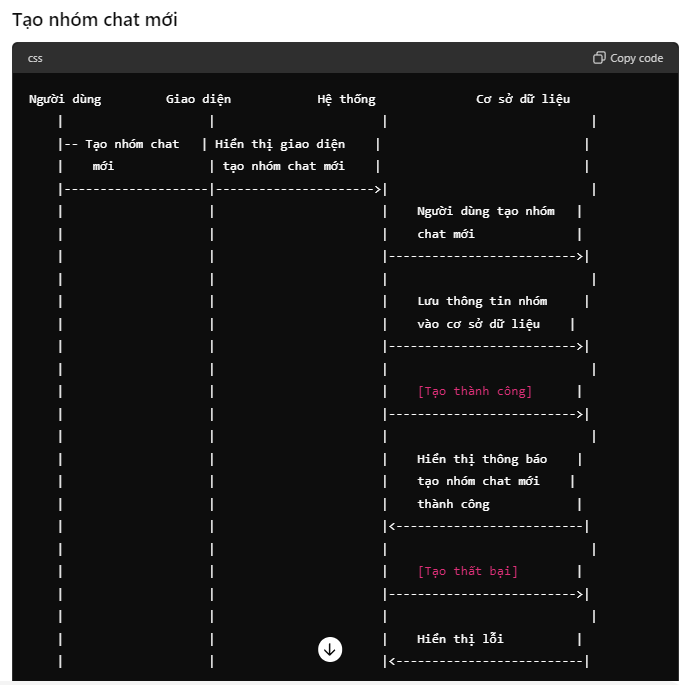 Tạo nhóm chat mới
css Copy code
Người dùng Giao diện Hệ thống Cơ sở dữ liệu
| | | |
|-- Tạo nhóm chat | Hiển thị giao diện | |
| mới | tạo nhóm chat mới | |
|--------------------|---------------------->| |
| | | Người dùng tạo nhóm |
| | | chat mới |
| | |-------------------------->|
| | | |
| | | Lưu thông tin nhóm |
| | | vào cơ sở dữ liệu |
| | |-------------------------->|
| | | |
| | | [Tạo thành công] |
| | |-------------------------->|
| | | |
| | | Hiển thị thông báo |
| | | tạo nhóm chat mới |
| | | thành công |
| | |<--------------------------|
| | | |
| | | [Tạo thất bại] |
| | |-------------------------->|
| | | |
| | | Hiển thị lỗi |
| | |<--------------------------|